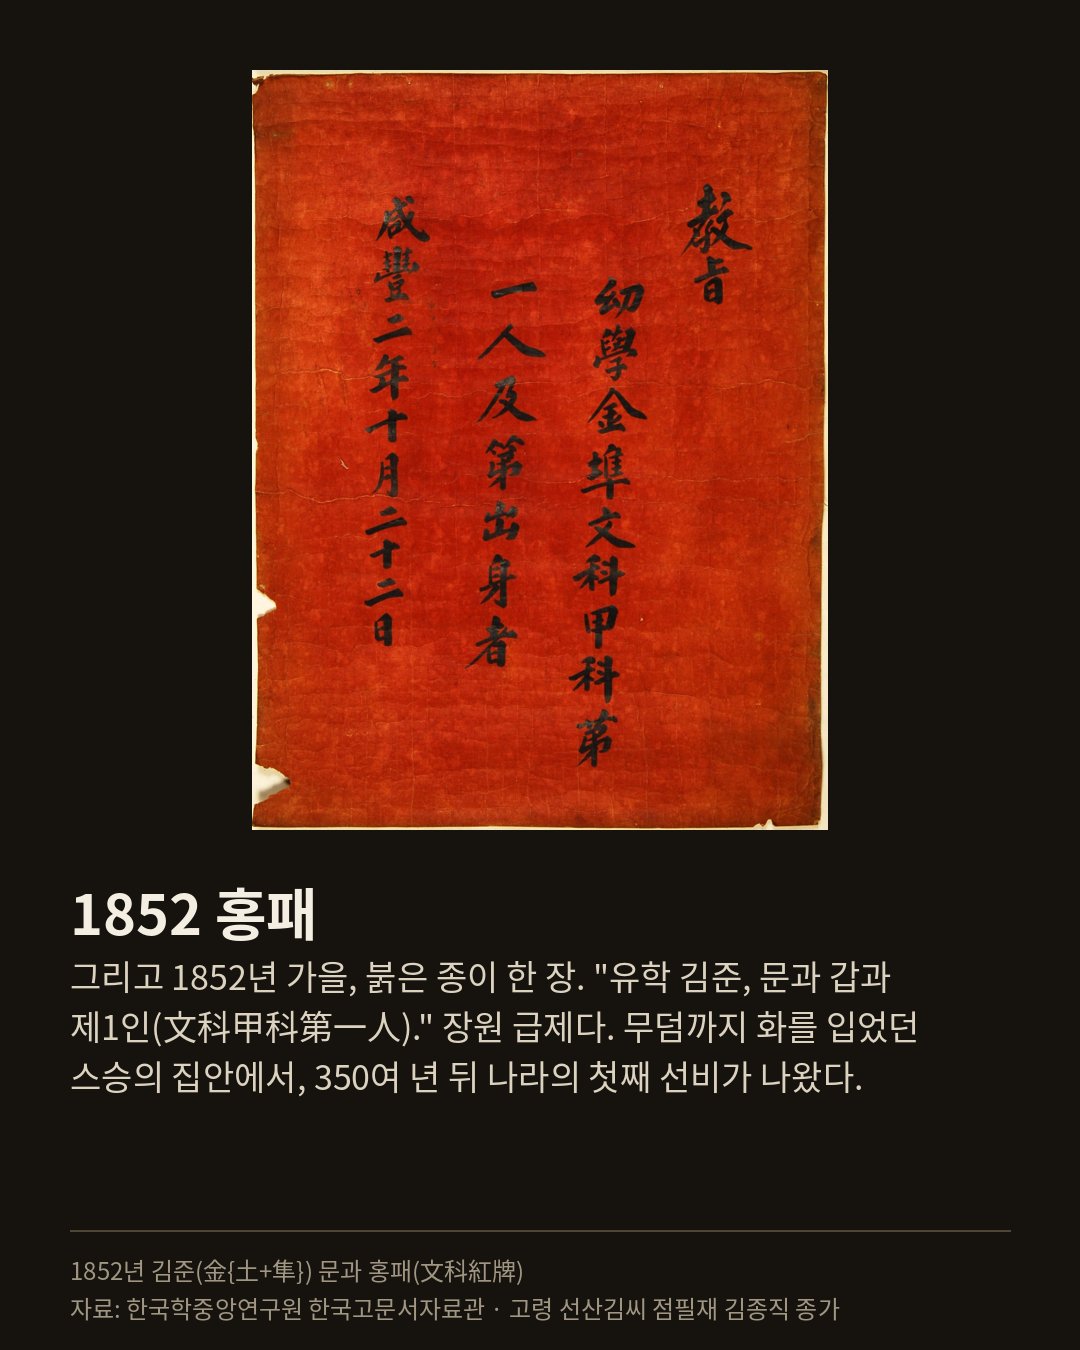 教旨
幼學金埻文科甲科第
一人及第出身者
咸豐二年十月二十二日
1852 홍패
그리고 1852년 가을, 붉은 종이 한 장. "유학 김준, 문과 갑과
제1인(文科甲科第一人)." 장원 급제다. 무덤까지 화를 입었던
스승의 집안에서, 350여 년 뒤 나라의 첫째 선비가 나왔다.
1852년 김준(金{土+隼}) 문과 홍패(文科紅牌)
자료: 한국학중앙연구원 한국고문서자료관 · 고령 선산김씨 점필재 김종직 종가